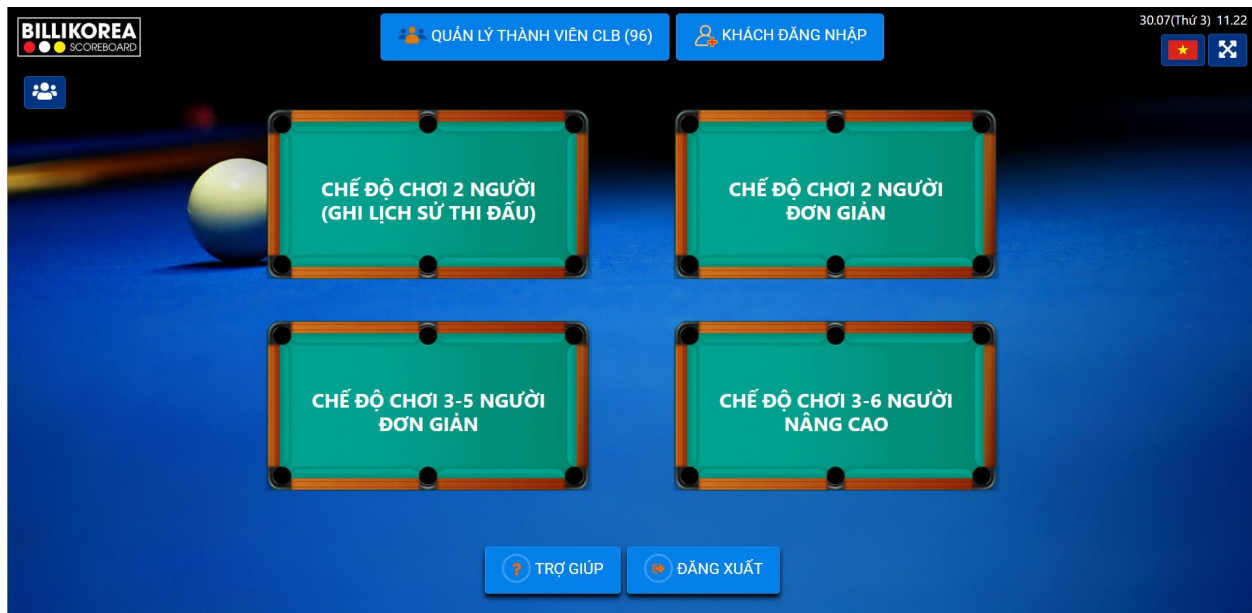 BILLIKOREA
SCOREBOARD
QUẢN LÝ THÀNH VIÊN CLB (96)
KHÁCH ĐĂNG NHẬP
30.07(Thứ 3) 11.22
CHẾ ĐỘ CHƠI 2 NGƯỜI
(GHI LỊCH SỬ THI ĐẤU)
CHẾ ĐỘ CHƠI 2 NGƯỜI
ĐƠN GIẢN
CHẾ ĐỘ CHƠI 3-5 NGƯỜI
ĐƠN GIẢN
CHẾ ĐỘ CHƠI 3-6 NGƯỜI
NÂNG CAO
? TRỢ GIÚP
ĐĂNG XUẤT